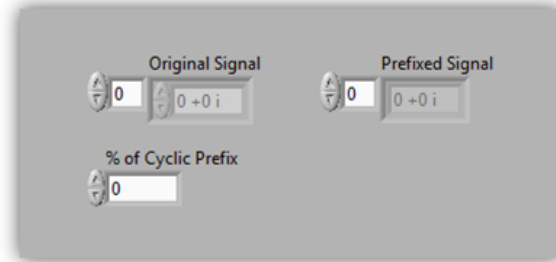 Original Signal
Prefixed Signal
0
0 +0 i
0
0 +0 i
% of Cyclic Prefix
0